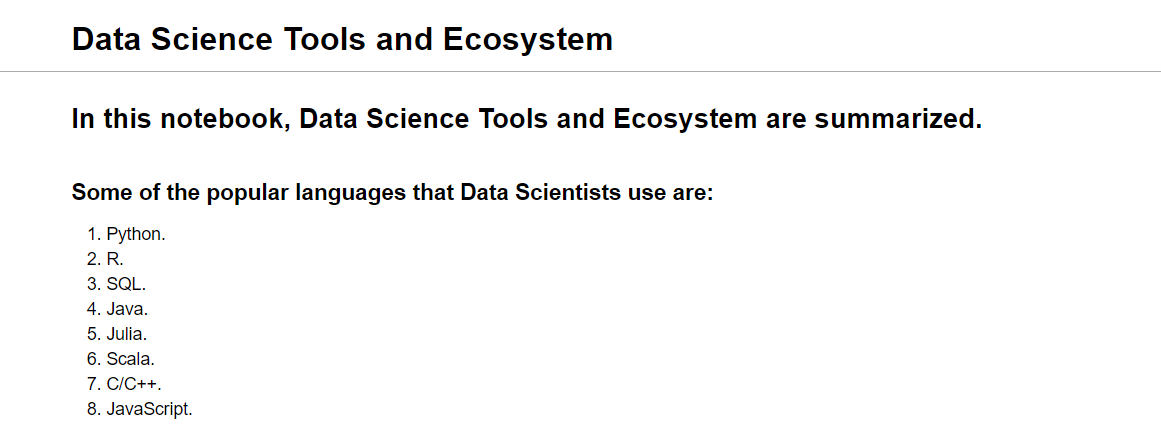 Data Science Tools and Ecosystem
In this notebook, Data Science Tools and Ecosystem are summarized.
Some of the popular languages that Data Scientists use are:
1. Python.
2. R.
3. SQL.
4. Java.
5. Julia.
6. Scala.
7. C/C++.
8. JavaScript.